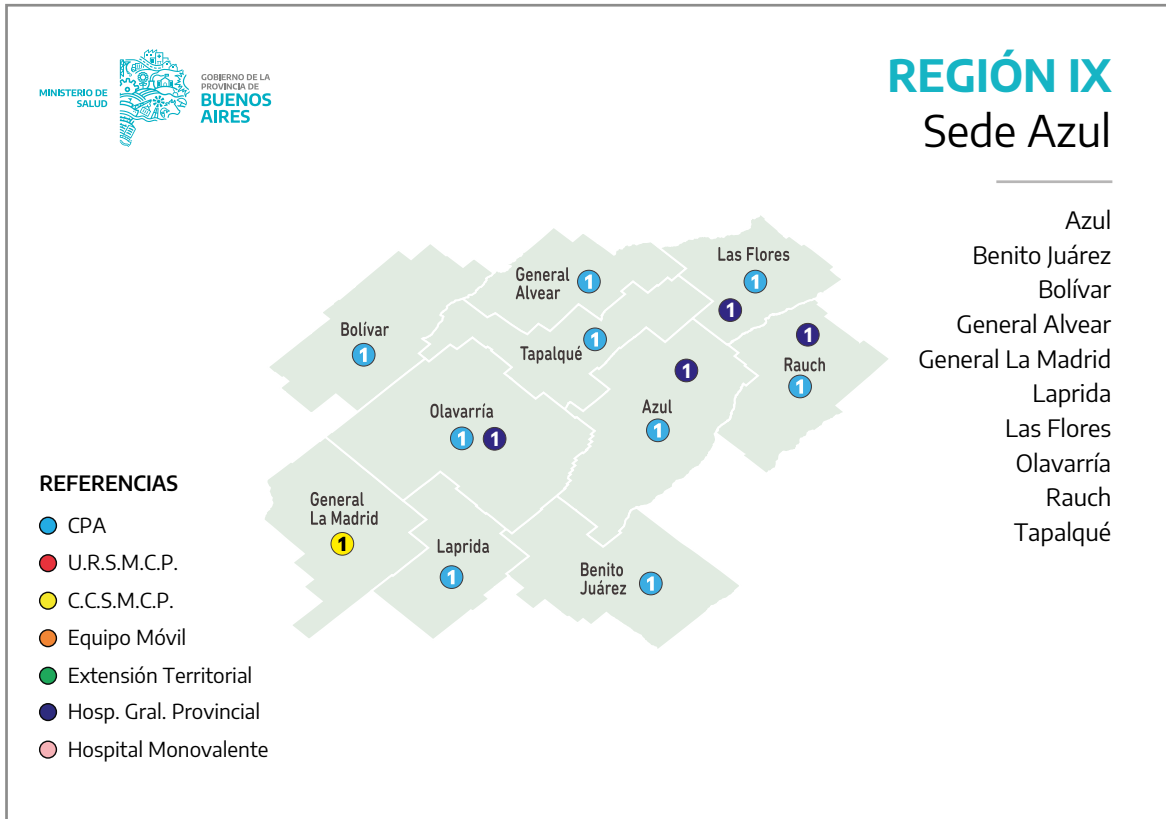 MINISTERIO DE
SALUD
GOBIERNO DE LA
PROVINCIA DE
BUENOS
AIRES
REGIÓN IX
Sede Azul
Azul
Benito Juárez
Bolívar
General Alvear
General La Madrid
Laprida
Las Flores
Olavarría
Rauch
Tapalqué
Las Flores
1
1
General
Alvear
1
Bolívar
1
Tapalqué
1
1
Rauch
1
1
Azul
1
Olavarría
1 1
General
La Madrid
1
Laprida
1
Benito
Juárez
1
REFERENCIAS
CPA
U.R.S.M.C.P.
C.C.S.M.C.P.
Equipo Móvil
Extensión Territorial
Hosp. Gral. Provincial
Hospital Monovalente